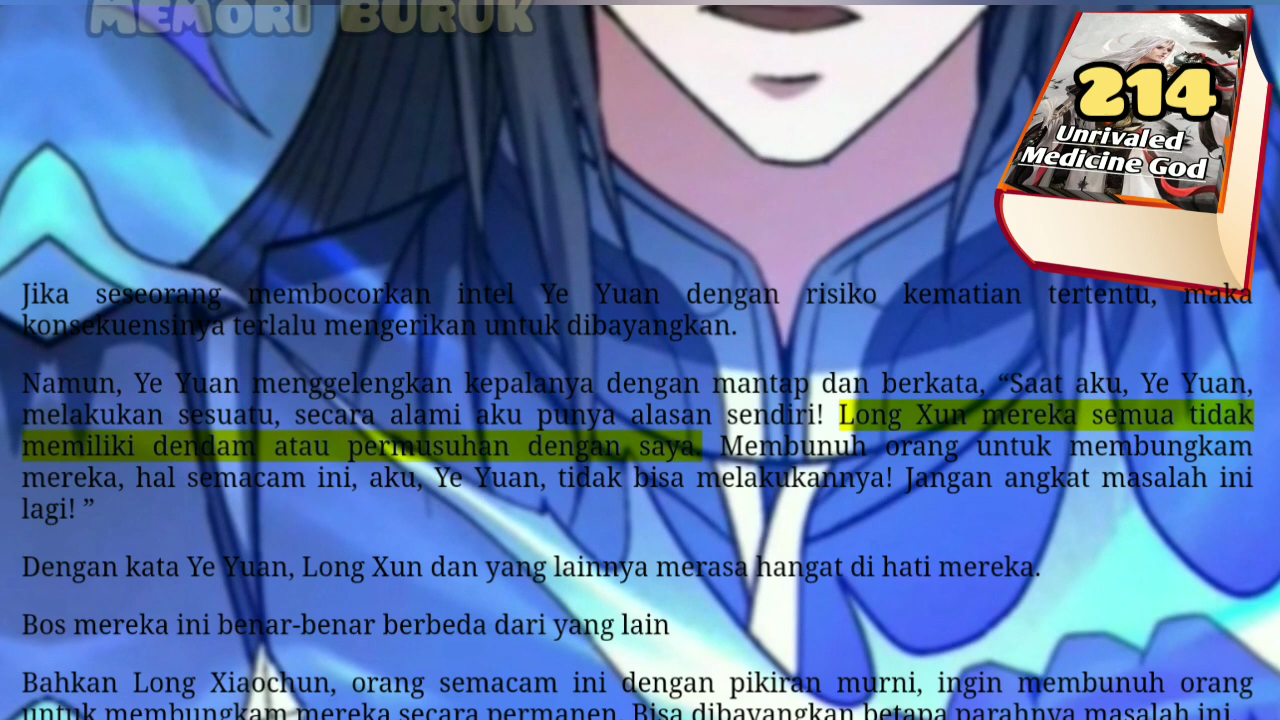 MEMORI BURUK
214
Unrivaled
Medicine God
Jika seseorang membocorkan intel Ye Yuan dengan risiko kematian tertentu, maka
konsekuensinya terlalu mengerikan untuk dibayangkan.
Namun, Ye Yuan menggelengkan kepalanya dengan mantap dan berkata, “Saat aku, Ye Yuan,
melakukan sesuatu, secara alami aku punya alasan sendiri! Long Xun mereka semua tidak
memiliki dendam atau permusuhan dengan saya. Membunuh orang untuk membungkam
mereka, hal semacam ini, aku, Ye Yuan, tidak bisa melakukannya! Jangan angkat masalah ini
lagi! ”
Dengan kata Ye Yuan, Long Xun dan yang lainnya merasa hangat di hati mereka.
Bos mereka ini benar-benar berbeda dari yang lain
Bahkan Long Xiaochun, orang semacam ini dengan pikiran murni, ingin membunuh orang
untuk membungkam mereka secara permanen. Bisa dibayangkan betapa parahnya masalah ini.